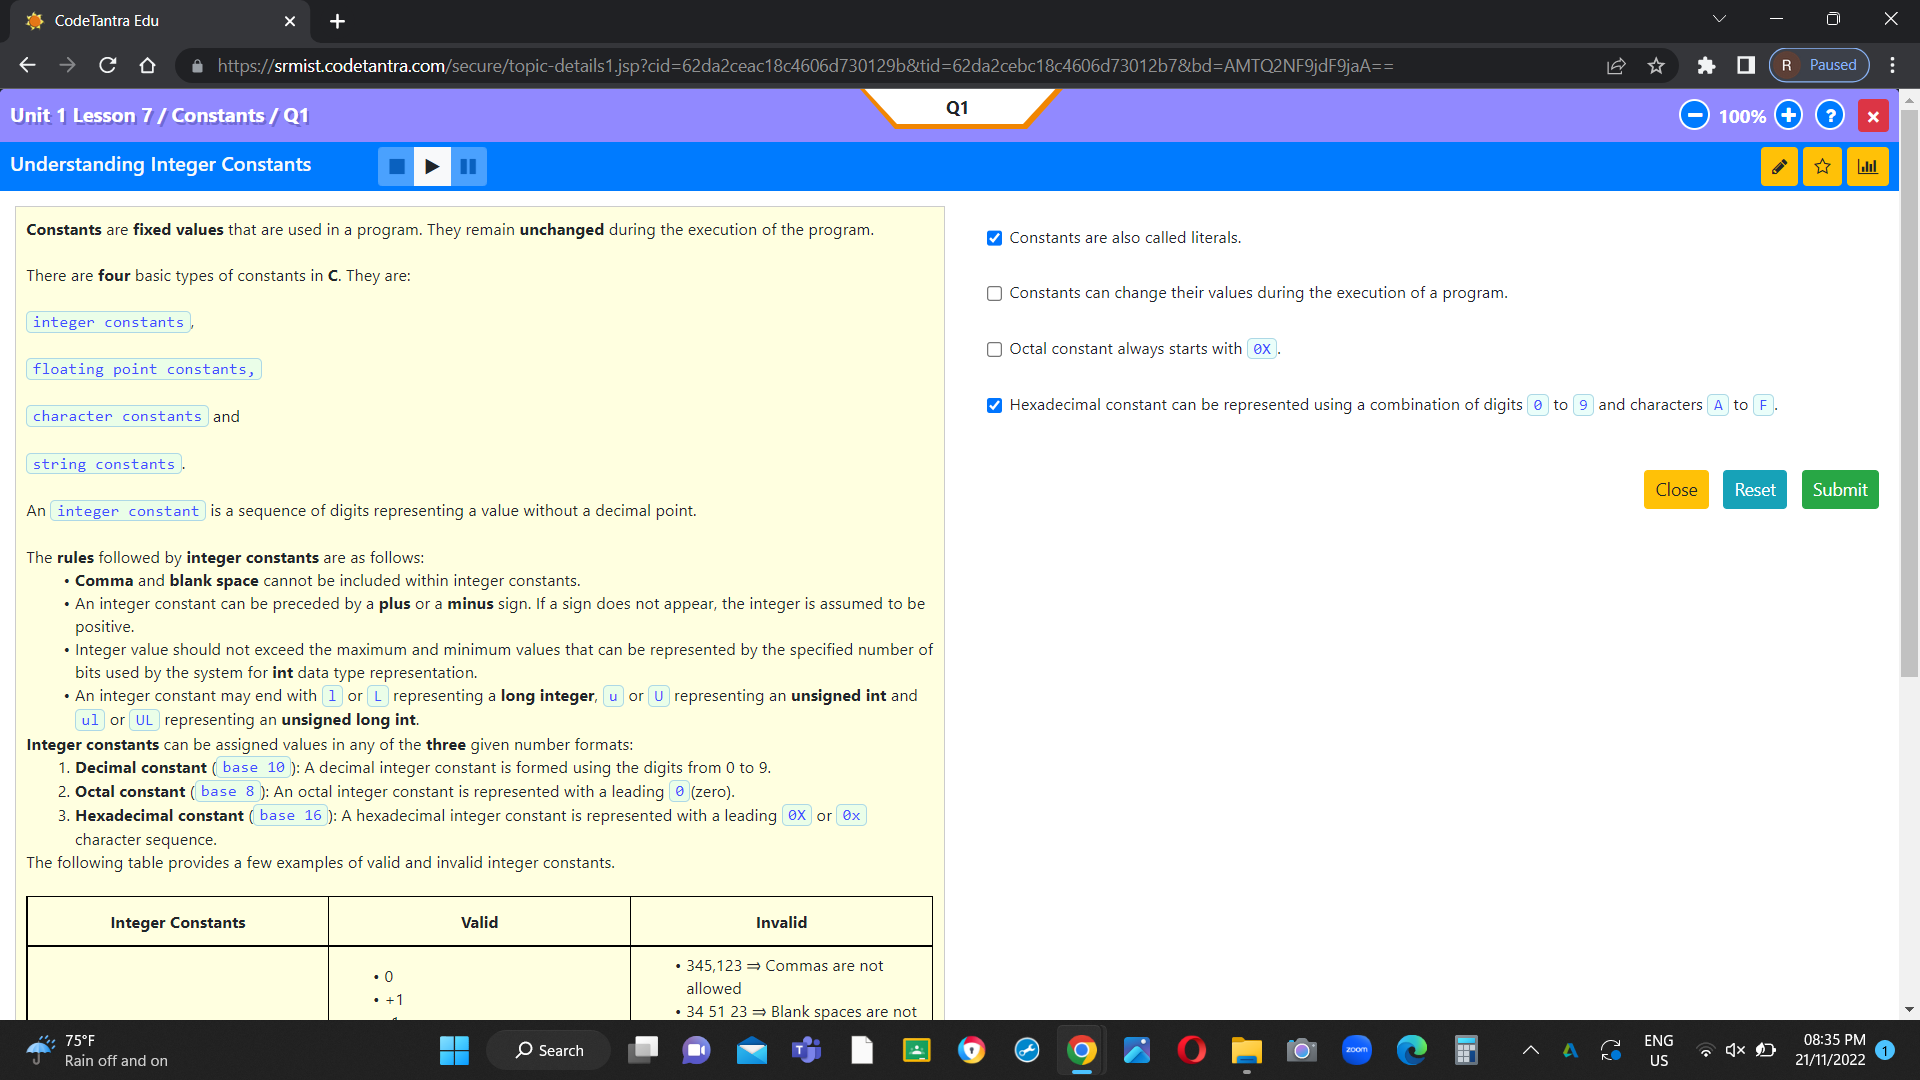 CodeTantra Edu
https://srmist.codetantra.com/secure/topic-details1.jsp?cid=62da2ceac18c4606d730129b&tid=62da2cebc18c4606d73012b7&bd=AMTQ2NF9jdF9jaA==
R Paused
Unit 1 Lesson 7 / Constants / Q1
Q1
100%
?
Understanding Integer Constants
Constants are fixed values that are used in a program. They remain unchanged during the execution of the program.
There are four basic types of constants in C. They are:
integer constants,
floating point constants,
character constants and
string constants.
An integer constant is a sequence of digits representing a value without a decimal point.
The rules followed by integer constants are as follows:
• Comma and blank space cannot be included within integer constants.
• An integer constant can be preceded by a plus or a minus sign. If a sign does not appear, the integer is assumed to be
positive.
• Integer value should not exceed the maximum and minimum values that can be represented by the specified number of
bits used by the system for int data type representation.
• An integer constant may end with l or L representing a long integer, u or U representing an unsigned int and
ul or UL representing an unsigned long int.
Integer constants can be assigned values in any of the three given number formats:
1. Decimal constant (base 10): A decimal integer constant is formed using the digits from 0 to 9.
2. Octal constant (base 8): An octal integer constant is represented with a leading 0 (zero).
3. Hexadecimal constant (base 16): A hexadecimal integer constant is represented with a leading 0X or 0x
character sequence.
The following table provides a few examples of valid and invalid integer constants.
Integer Constants Valid Invalid
• 0
• +1
• 345,123 ⇒ Commas are not
allowed
• 34 51 23 ⇒ Blank spaces are not
Constants are also called literals.
Constants can change their values during the execution of a program.
Octal constant always starts with 0X.
Hexadecimal constant can be represented using a combination of digits 0 to 9 and characters A to F.
Close Reset Submit
75°F
Rain off and on
Search
zoom
ENG
US
08:35 PM
21/11/2022
1